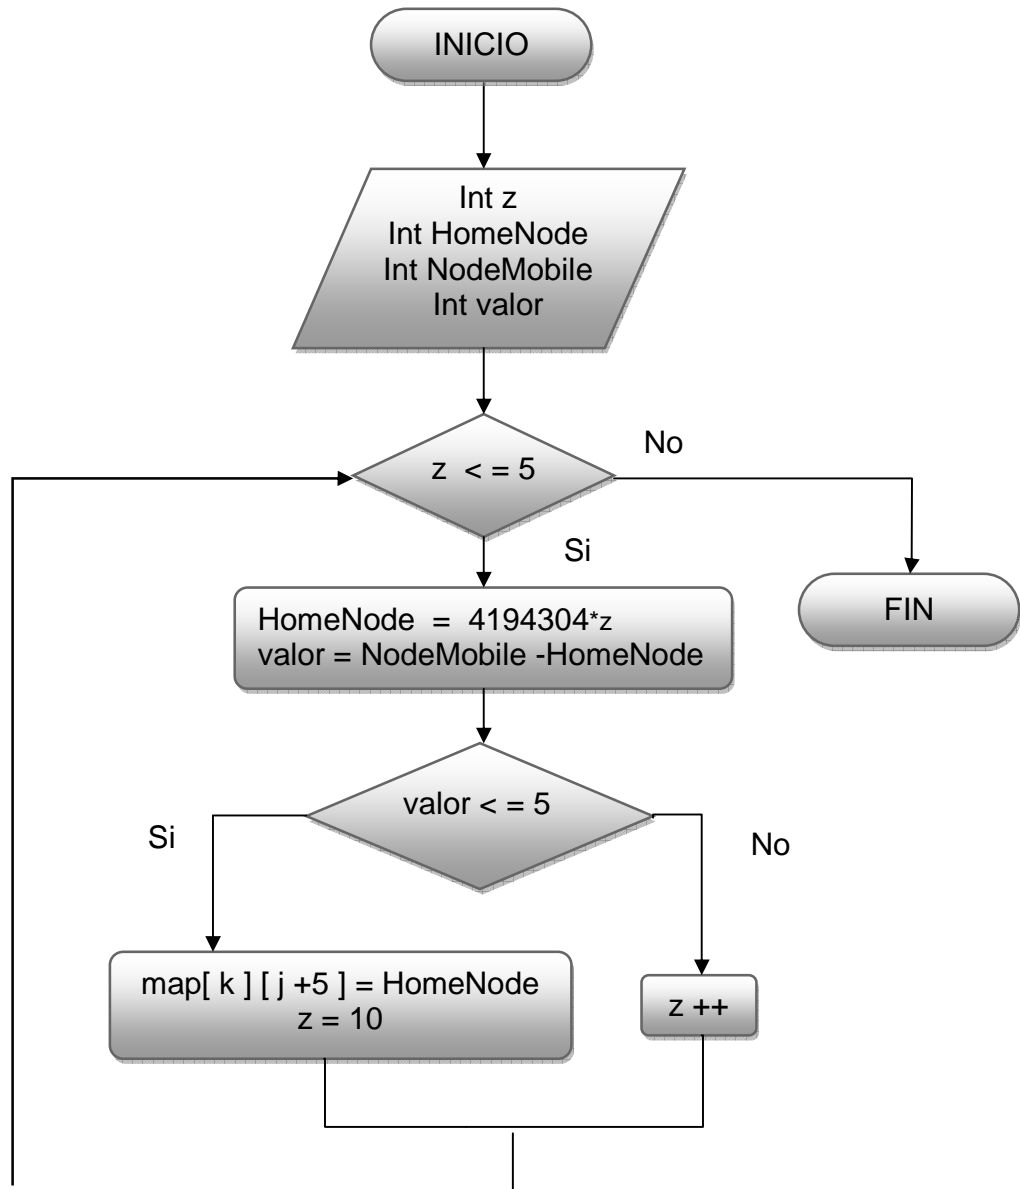 INICIO
Int z
Int HomeNode
Int NodeMobile
Int valor
z < = 5
No
Si
FIN
HomeNode = 4194304*z
valor = NodeMobile -HomeNode
valor < = 5
Si
No
map[ k ] [ j +5 ] = HomeNode
z = 10
z ++